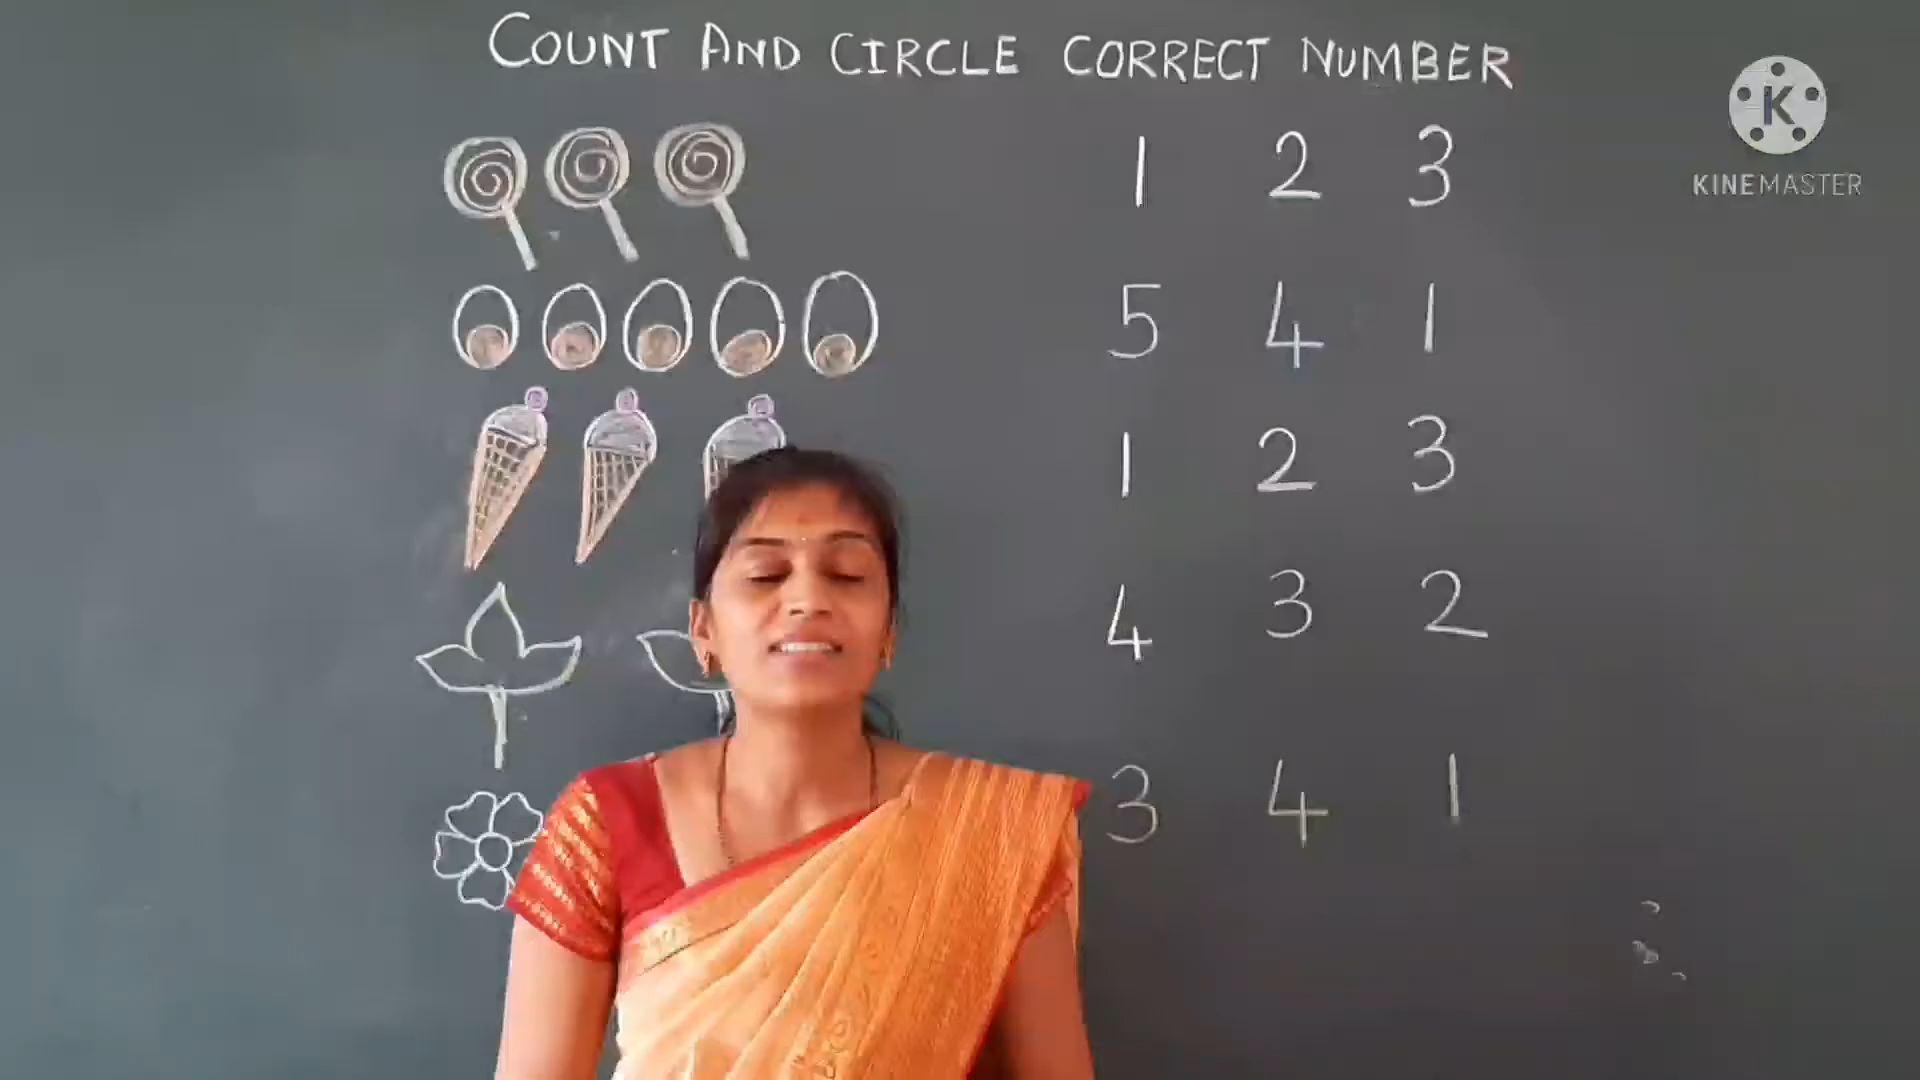 COUNT AND CIRCLE CORRECT NUMBER
1 2 3
5 4 1
1 2 3
4 3 2
3 4 1
K
KINEMASTER